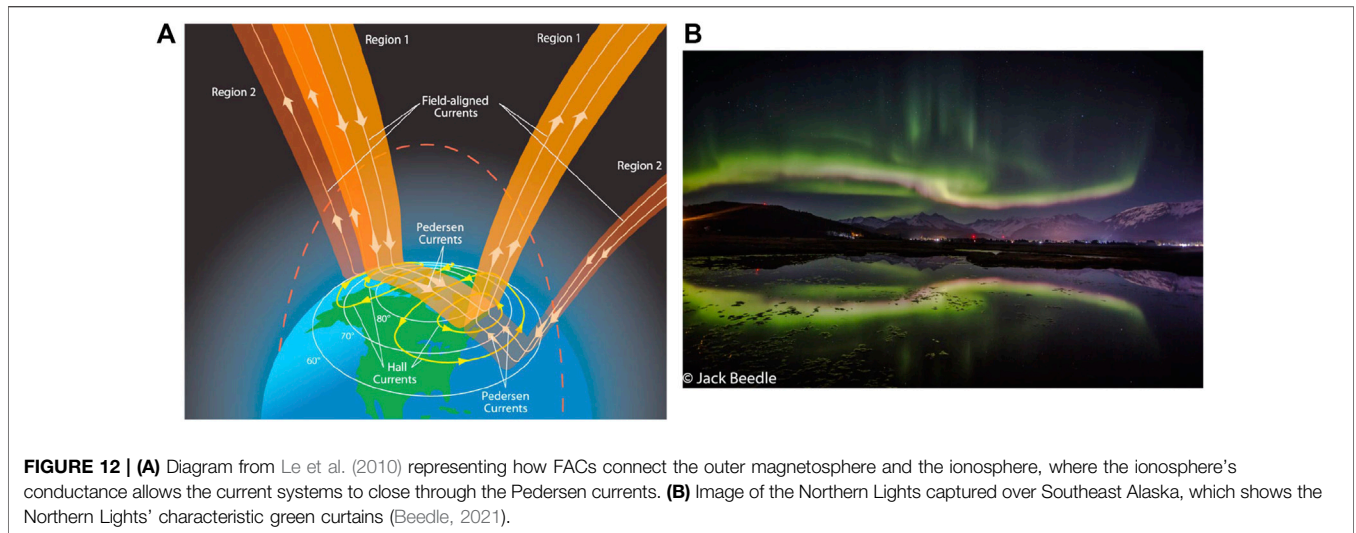 A
B
Region 1
Region 1
Region 2
Field-aligned
Currents
Region 2
Pedersen
Currents
80°
70°
60°
Hall
Currents
Pedersen
Currents
© Jack Beedle
FIGURE 12 | (A) Diagram from Le et al. (2010) representing how FACs connect the outer magnetosphere and the ionosphere, where the ionosphere’s
conductance allows the current systems to close through the Pedersen currents. (B) Image of the Northern Lights captured over Southeast Alaska, which shows the
Northern Lights’ characteristic green curtains (Beedle, 2021).